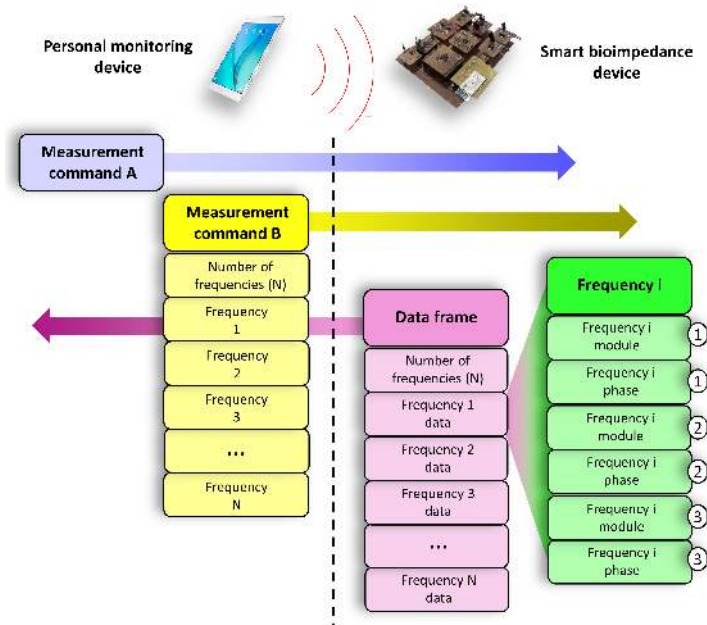 Personal monitoring
device
Smart bioimpedance
device
Measurement
command A
Measurement
command B
Number of
frequencies (N)
Frequency
1
Frequency
2
Frequency
3
...
Frequency
N
Data frame
Number of
frequencies (N)
Frequency 1
data
Frequency 2
data
Frequency 3
data
...
Frequency N
data
Frequency i
Frequency i
module
1
Frequency i
phase
1
Frequency i
module
2
Frequency i
phase
2
Frequency i
module
3
Frequency i
phase
3